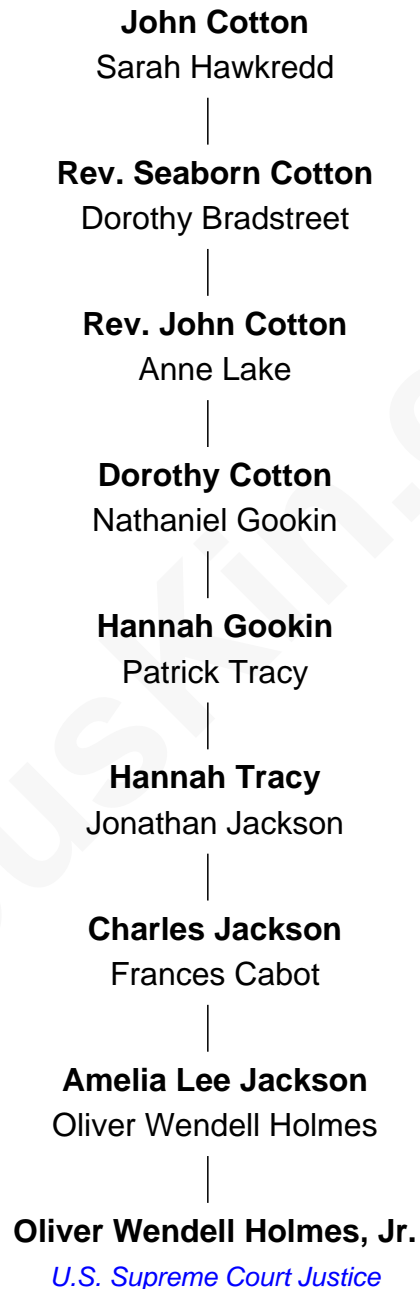 John Cotton
Sarah Hawkredd
Rev. Seaborn Cotton
Dorothy Bradstreet
Rev. John Cotton
Anne Lake
Dorothy Cotton
Nathaniel Gookin
Hannah Gookin
Patrick Tracy
Hannah Tracy
Jonathan Jackson
Charles Jackson
Frances Cabot
Amelia Lee Jackson
Oliver Wendell Holmes
Oliver Wendell Holmes, Jr.
U.S. Supreme Court Justice